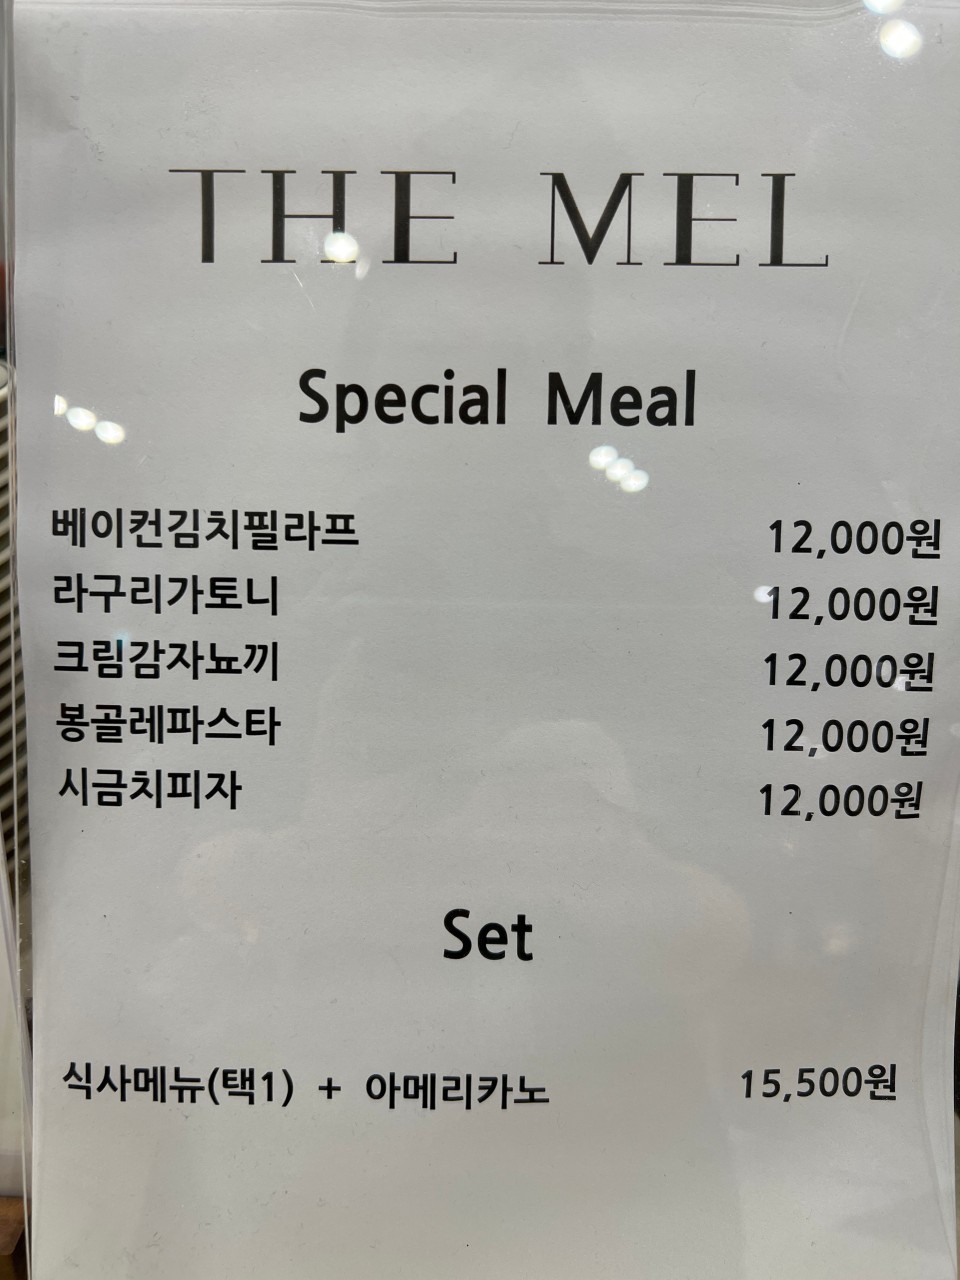 THE MEL
Special Meal
베이컨김치필라프 12,000원
라구리가토니 12,000원
크림감자뇨끼 12,000원
봉골레파스타 12,000원
시금치피자 12,000원
Set
식사메뉴(택1) + 아메리카노 15,500원